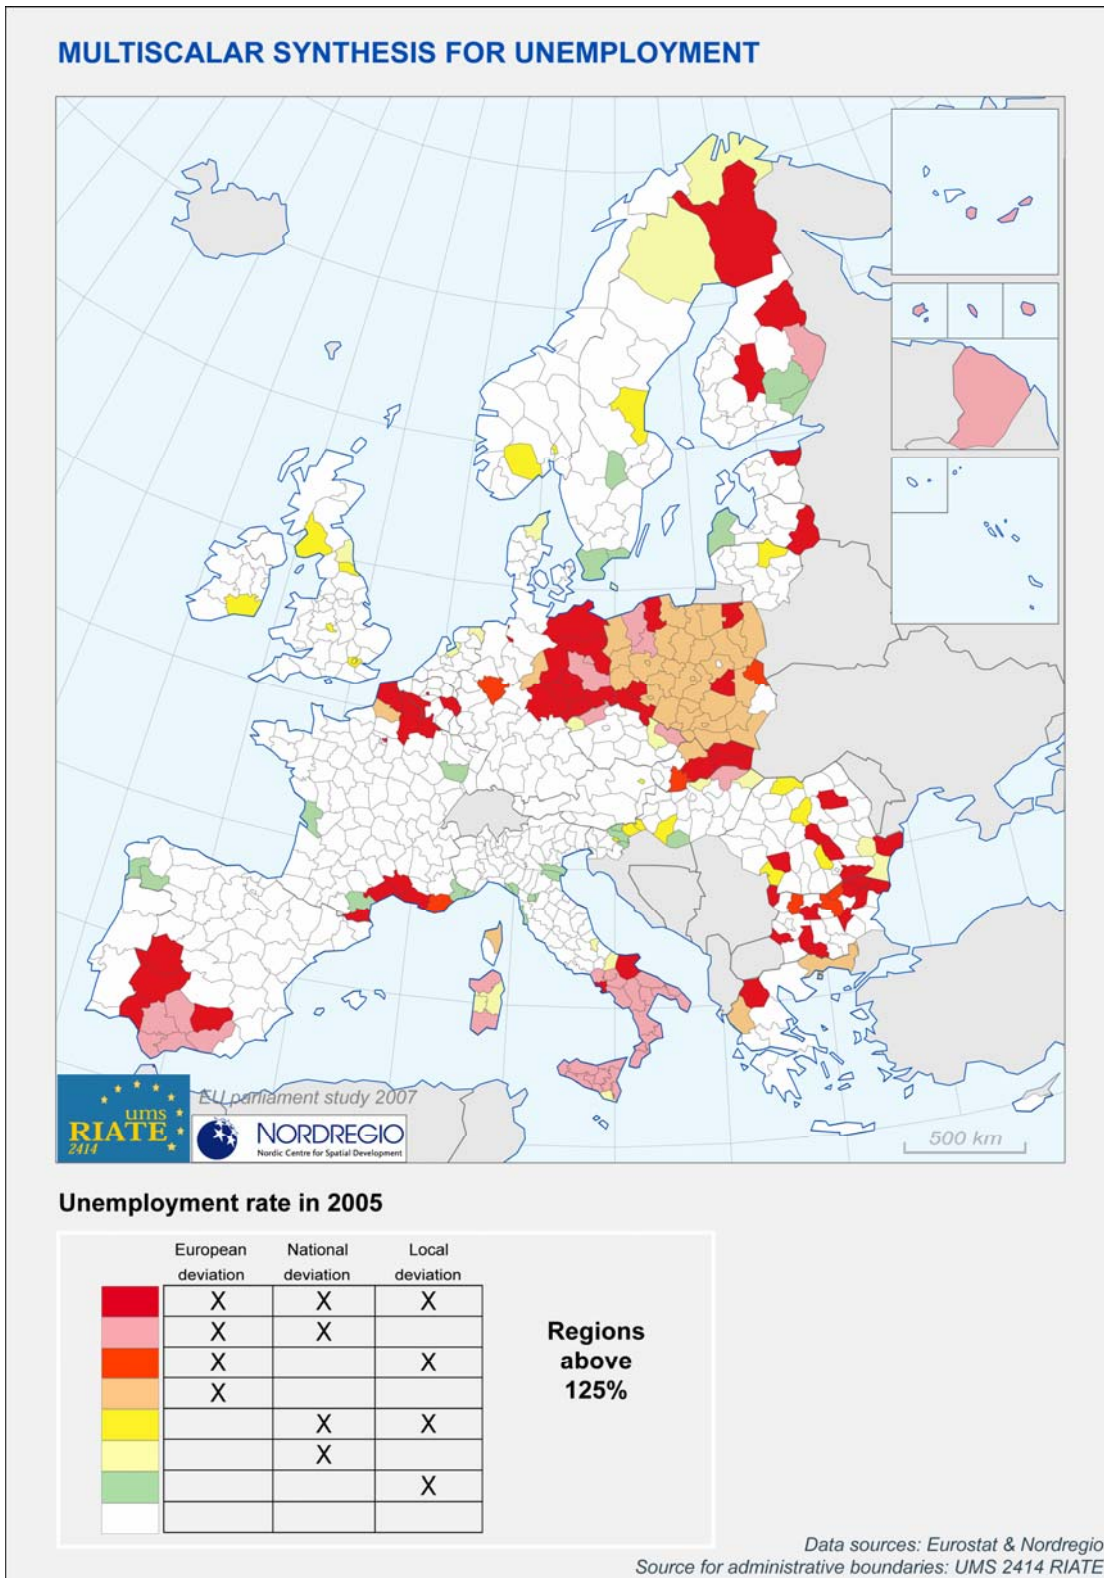 MULTISCALAR SYNTHESIS FOR UNEMPLOYMENT
EU parliament study 2007
ums
RIATE
2414
NORDREGIO
Nordic Centre for Spatial Development
500 km
Unemployment rate in 2005
European National Local
deviation deviation deviation
X X X
X X
X X
X
X X
X
X
Regions
above
125%
Data sources: Eurostat & Nordregio
Source for administrative boundaries: UMS 2414 RIATE